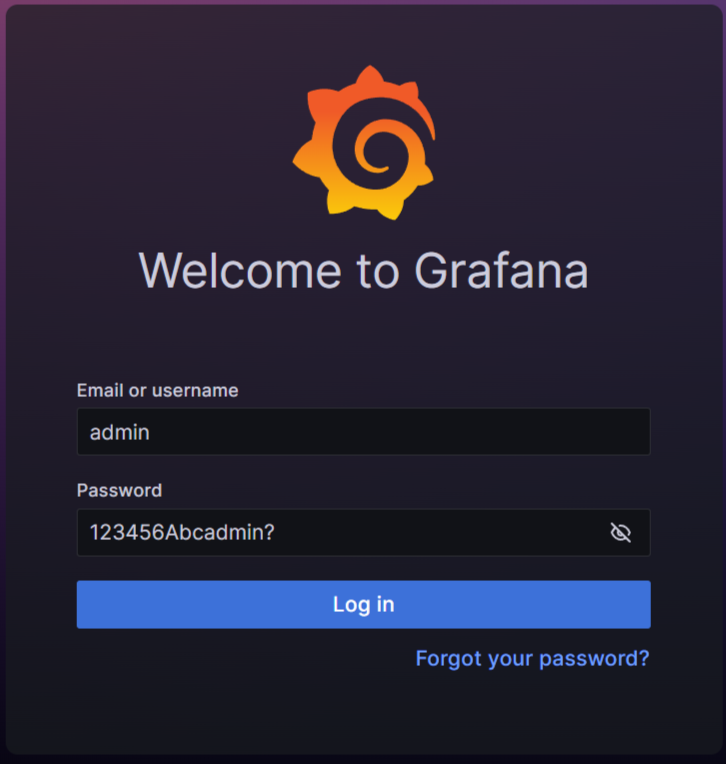 Welcome to Grafana
Email or username
admin
Password
123456Abcadmin?
Log in
Forgot your password?